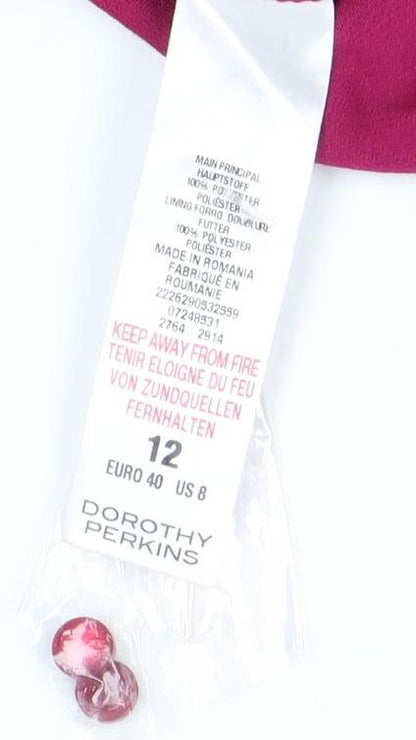 MAIN PRINCIPAL
HAUPTSTOFF
100% POLYESTER
POLIÉSTER
LINING FORRO DOUBLURE
FUTTER
100% POLYESTER
POLIÉSTER
MADE IN ROMANIA
FABRIQUÉ EN
ROUMANIE
2226290532559
07248531
2764 2914
KEEP AWAY FROM FIRE
TENIR ELOIGNE DU FEU
VON ZUNDQUELLEN
FERNHALTEN
12
EURO 40 US 8
DOROTHY
PERKINS